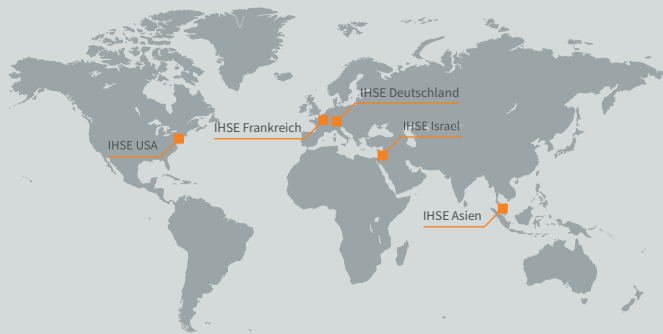 IHSE Deutschland
IHSE Frankreich
IHSE Israel
IHSE USA
IHSE Asien